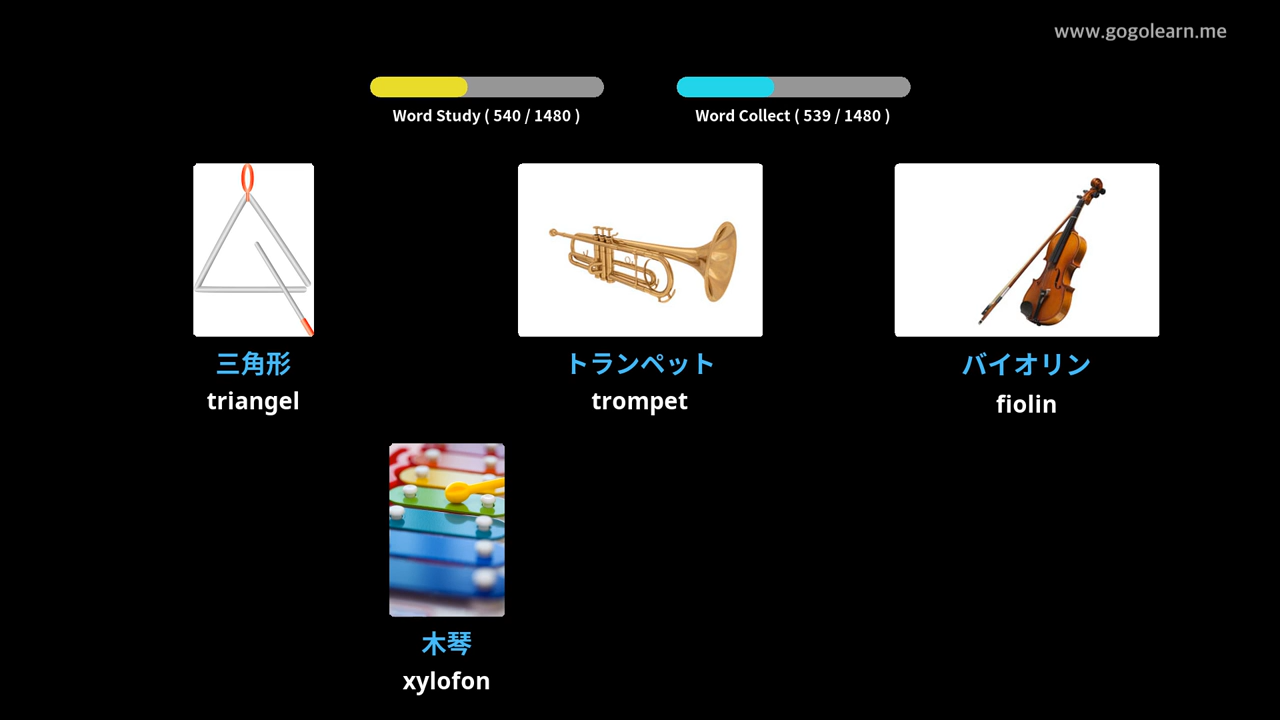 www.gogolearn.me
Word Study ( 540 / 1480 )
Word Collect ( 539 / 1480 )
三角形
triangel
トランペット
trompet
バイオリン
fiolin
木琴
xylofon